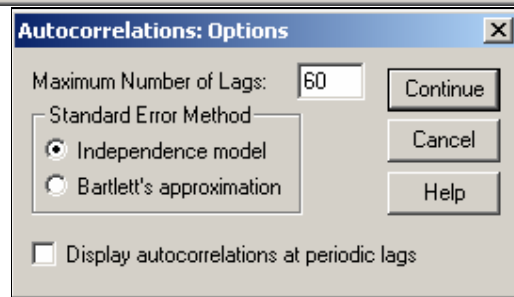 Autocorrelations: Options
Maximum Number of Lags: 60
Continue
Standard Error Method
Independence model
Cancel
Bartlett's approximation
Help
Display autocorrelations at periodic lags